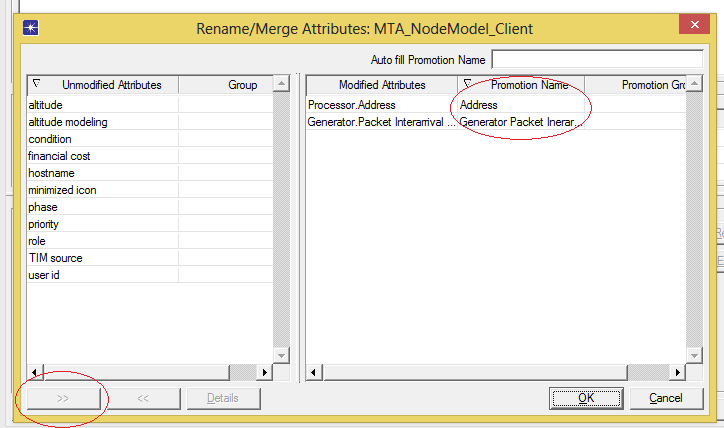 Rename/Merge Attributes: MTA_NodeModel_Client
Auto fill Promotion Name
Unmodified Attributes Group
altitude
altitude modeling
condition
financial cost
hostname
minimized icon
phase
priority
role
TIM source
user id
Modified Attributes Promotion Name Promotion Gro
Processor.Address Address
Generator.Packet Interarrival ... Generator Packet Inerar...
>> << Details
OK Cancel